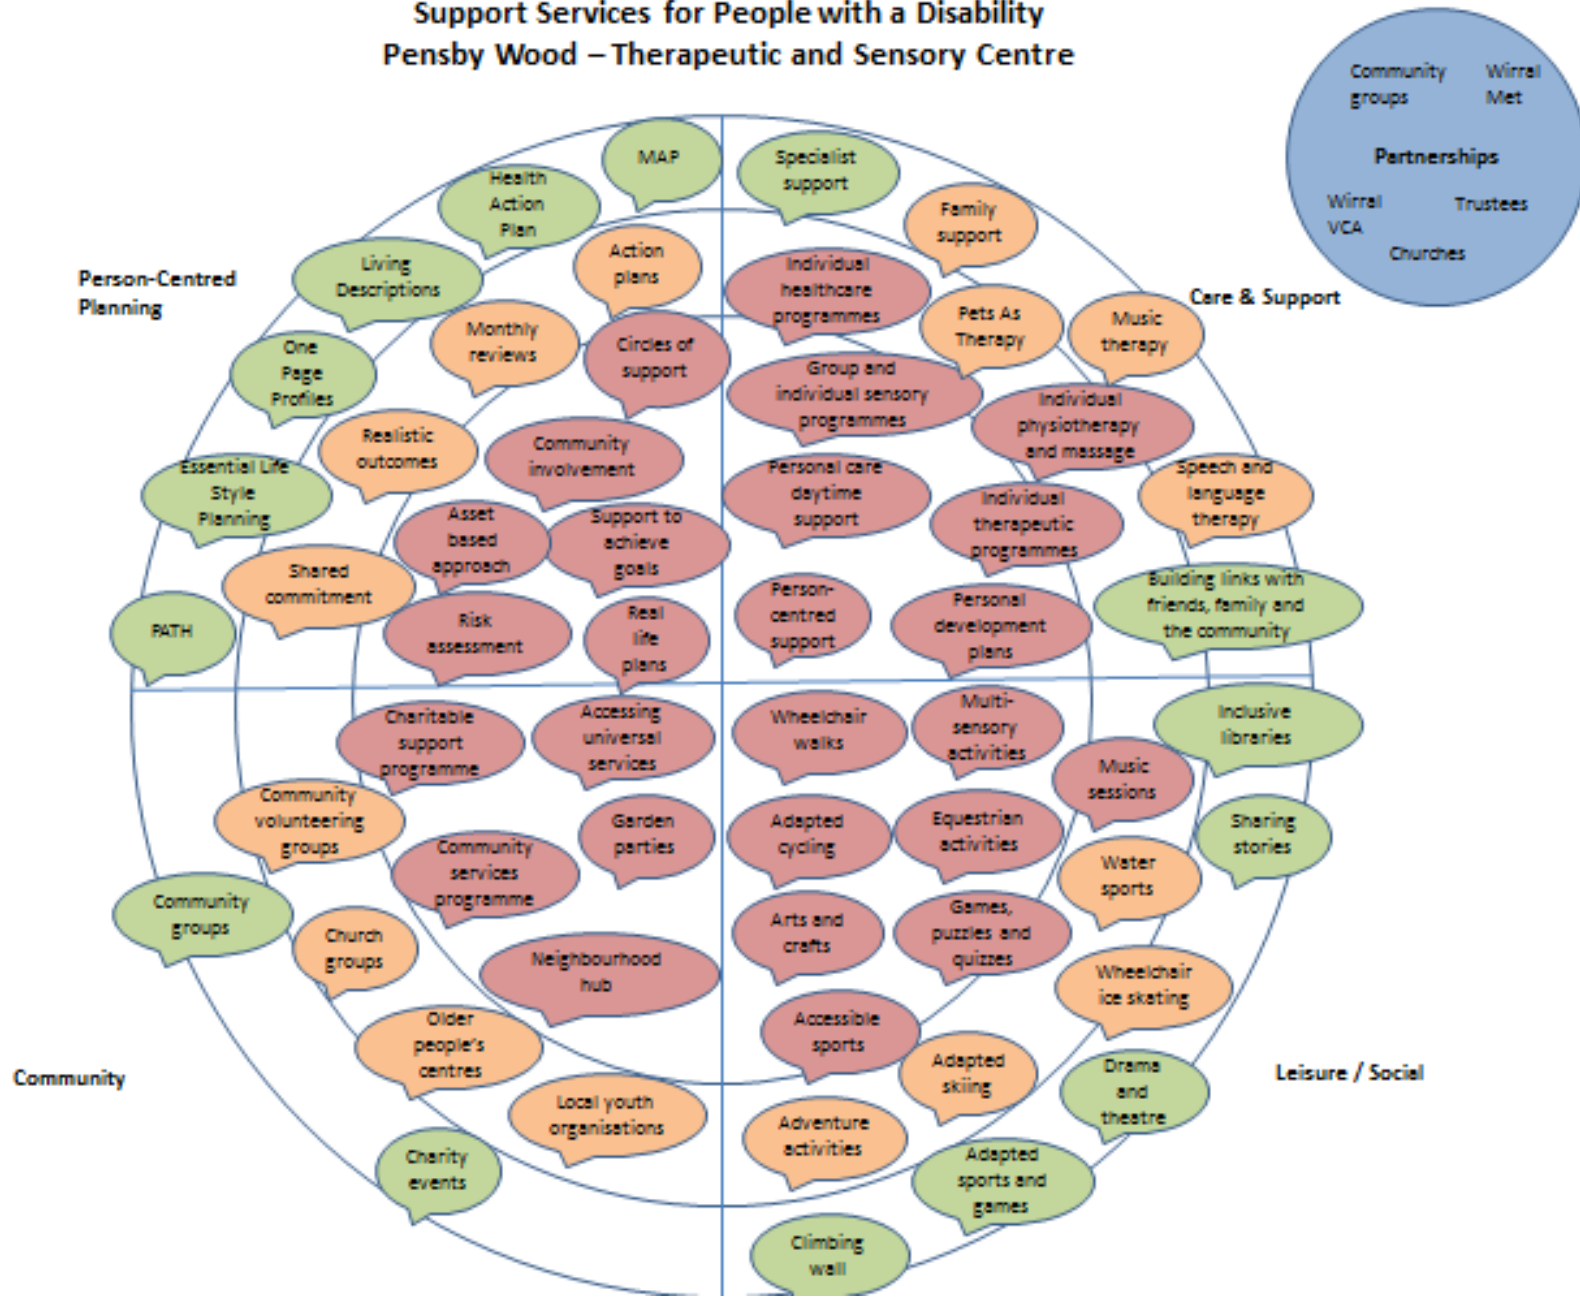 Support Services for People with a Disability
Pensby Wood – Therapeutic and Sensory Centre
Community
groups
Wirral
Met
Partnerships
Wirral
VCA
Trustees
Churches
Person-Centred
Planning
MAP
Health
Action
Plan
Living
Descriptions
One
Page
Profiles
Essential Life
Style
Planning
PATH
Action
plans
Monthly
reviews
Realistic
outcomes
Shared
commitment
Circles of
support
Community
involvement
Asset
based
approach
Support to
achieve
goals
Risk
assessment
Real
life
plans
Care & Support
Specialist
support
Family
support
Individual
healthcare
programmes
Pets As
Therapy
Music
therapy
Group and
individual sensory
programmes
Individual
physiotherapy
and massage
Personal care
daytime
support
Individual
therapeutic
programmes
Speech and
language
therapy
Person-
centred
support
Personal
development
plans
Building links with
friends, family and
the community
Community
Charitable
support
programme
Accessing
universal
services
Community
volunteering
groups
Garden
parties
Community
services
programme
Community
groups
Church
groups
Neighbourhood
hub
Older
people's
centres
Local youth
organisations
Charity
events
Leisure / Social
Wheelchair
walks
Multi-
sensory
activities
Inclusive
libraries
Music
sessions
Adapted
cycling
Equestrian
activities
Sharing
stories
Water
sports
Arts and
crafts
Games,
puzzles and
quizzes
Wheelchair
ice skating
Accessible
sports
Adapted
skiing
Drama
and
theatre
Adventure
activities
Adapted
sports and
games
Climbing
wall